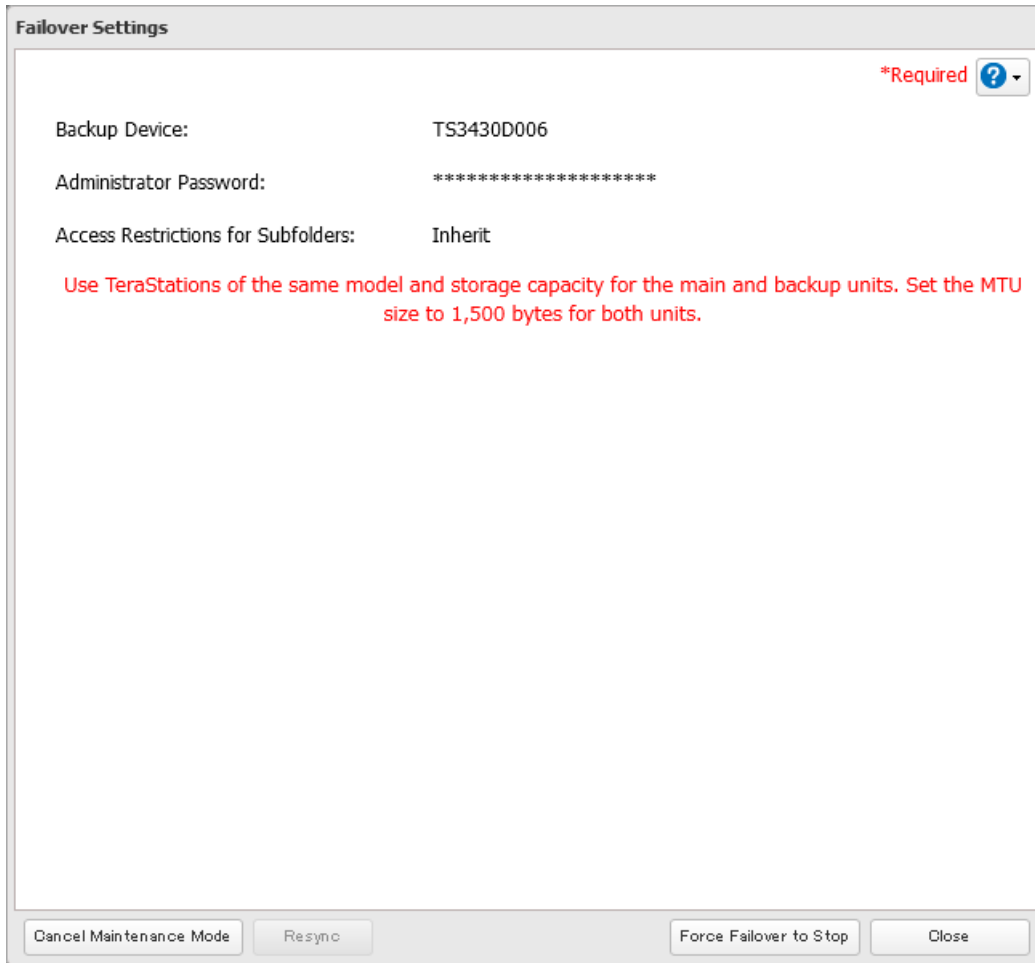 Failover Settings
*Required
Backup Device: TS3430D006
Administrator Password: ********************
Access Restrictions for Subfolders: Inherit
Use TeraStations of the same model and storage capacity for the main and backup units. Set the MTU
size to 1,500 bytes for both units.
Cancel Maintenance Mode Resync Force Failover to Stop Close